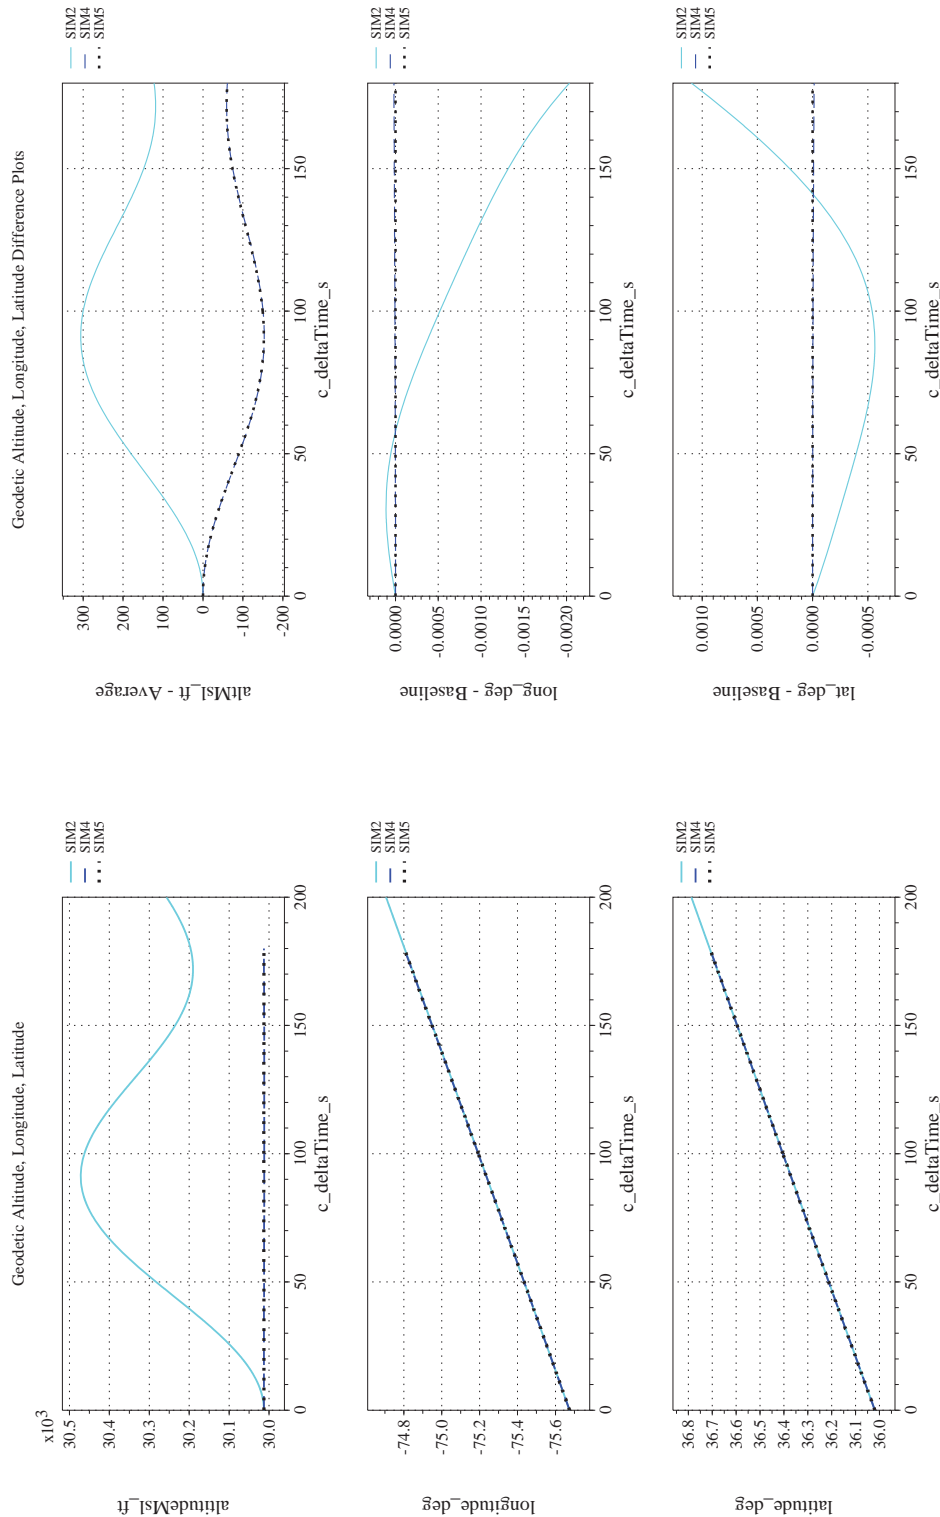 Geodetic Altitude, Longitude, Latitude
x10³
30.5
30.4
30.3
30.2
30.1
30.0
altitudeMsl_ft
0
50
100
150
200
c_deltaTime_s
SIM2
SIM4
SIM5
-74.8
-75.0
-75.2
-75.4
-75.6
longitude_deg
0
50
100
150
200
c_deltaTime_s
SIM2
SIM4
SIM5
36.8
36.7
36.6
36.5
36.4
36.3
36.2
36.1
36.0
latitude_deg
0
50
100
150
200
c_deltaTime_s
SIM2
SIM4
SIM5
Geodetic Altitude, Longitude, Latitude Difference Plots
300
200
100
0
-100
-200
altMsl_ft - Average
0
50
100
150
c_deltaTime_s
SIM2
SIM4
SIM5
0.0000
-0.0005
-0.0010
-0.0015
-0.0020
long_deg - Baseline
0
50
100
150
c_deltaTime_s
SIM2
SIM4
SIM5
0.0010
0.0005
0.0000
-0.0005
lat_deg - Baseline
0
50
100
150
c_deltaTime_s
SIM2
SIM4
SIM5